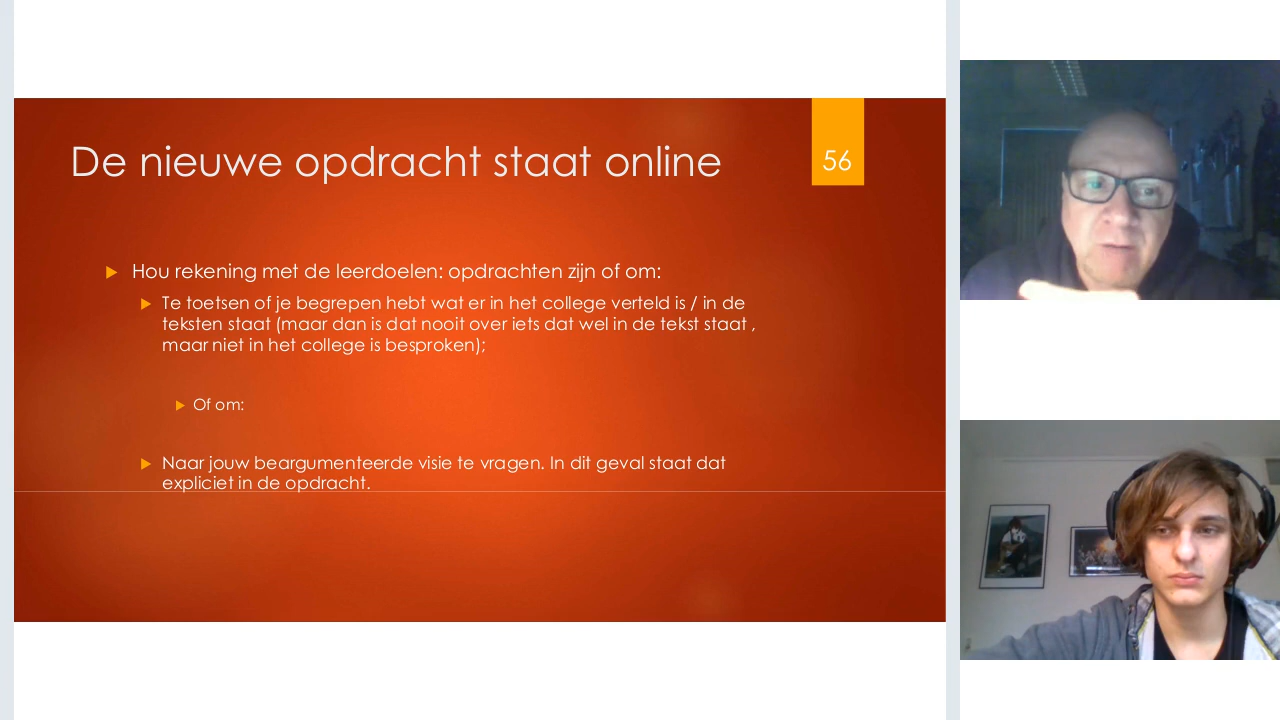 De nieuwe opdracht staat online
56
Hou rekening met de leerdoelen: opdrachten zijn of om:
Te toetsen of je begrepen hebt wat er in het college verteld is / in de
teksten staat (maar dan is dat nooit over iets dat wel in de tekst staat ,
maar niet in het college is besproken);
Of om:
Naar jouw beargumenteerde visie te vragen. In dit geval staat dat
expliciet in de opdracht.